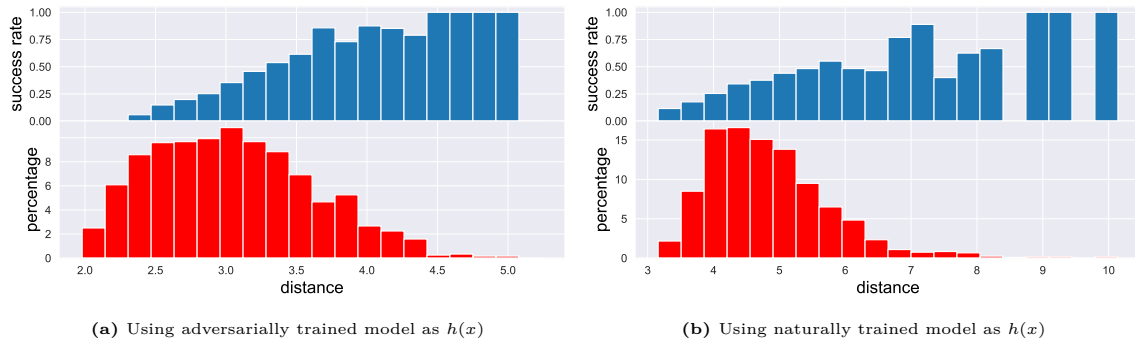 success rate
1.00
0.75
0.50
0.25
0.00
percentage
8
6
4
2
0
2.0 2.5 3.0 3.5 4.0 4.5 5.0
distance
(a) Using adversarially trained model as h(x)
success rate
1.00
0.75
0.50
0.25
0.00
percentage
15
10
5
0
3 4 5 6 7 8 9 10
distance
(b) Using naturally trained model as h(x)